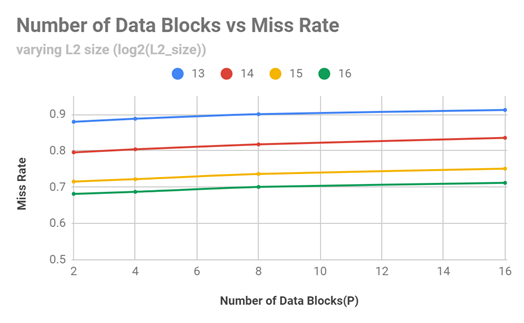 Number of Data Blocks vs Miss Rate
varying L2 size (log2(L2_size))
13 14 15 16
0.9
0.8
0.7
0.6
0.5
Miss Rate
2 4 6 8 10 12 14 16
Number of Data Blocks(P)